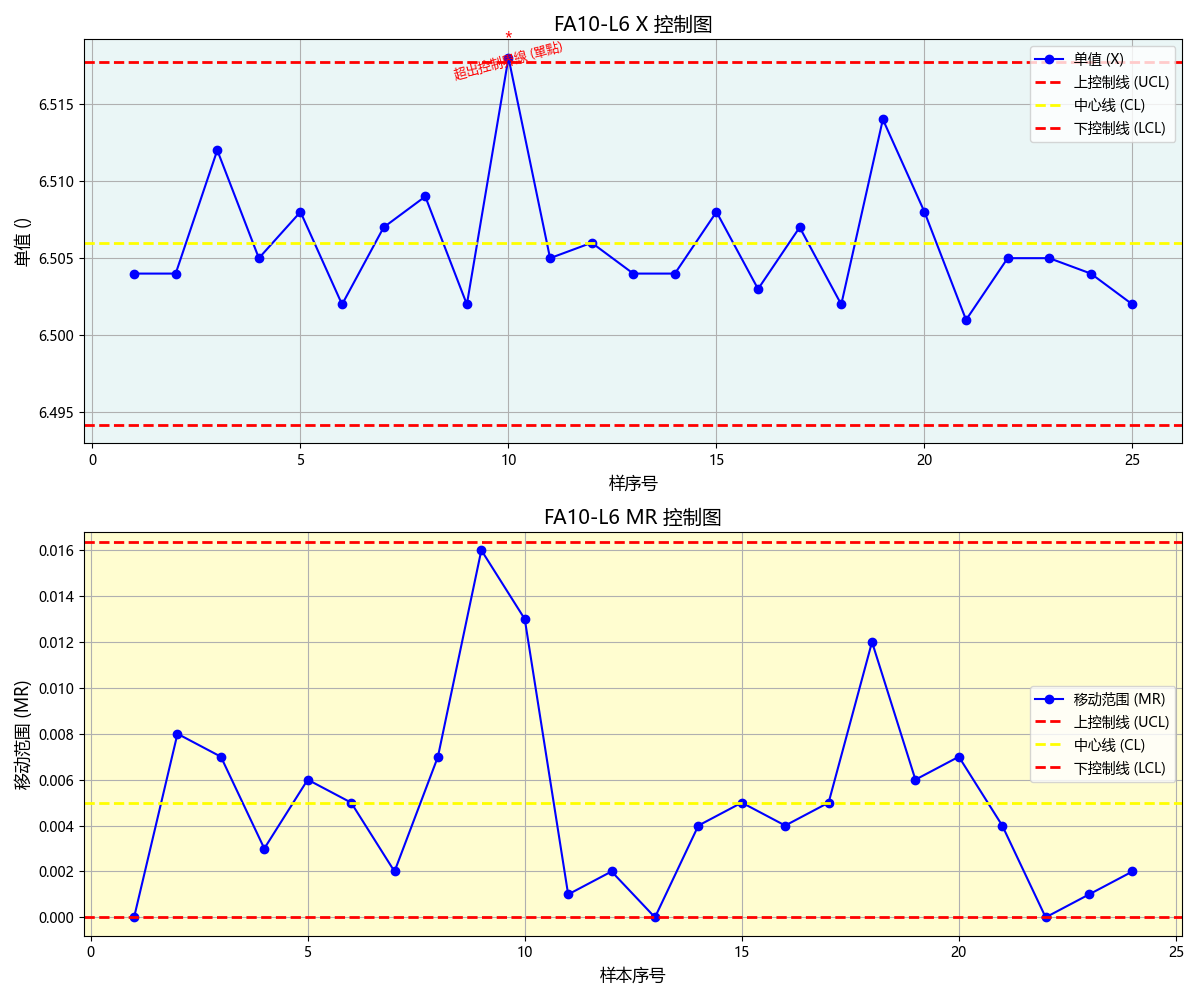 FA10-L6 X 控制图
*
超出控制界线 (單點)
单值 (X)
上控制线 (UCL)
中心线 (CL)
下控制线 (LCL)
单值 ()
6.515
6.510
6.505
6.500
6.495
0 5 10 15 20 25
样序号
FA10-L6 MR 控制图
移动范围 (MR)
0.016
0.014
0.012
0.010
0.008
0.006
0.004
0.002
0.000
移动范围 (MR)
上控制线 (UCL)
中心线 (CL)
下控制线 (LCL)
0 5 10 15 20 25
样本序号